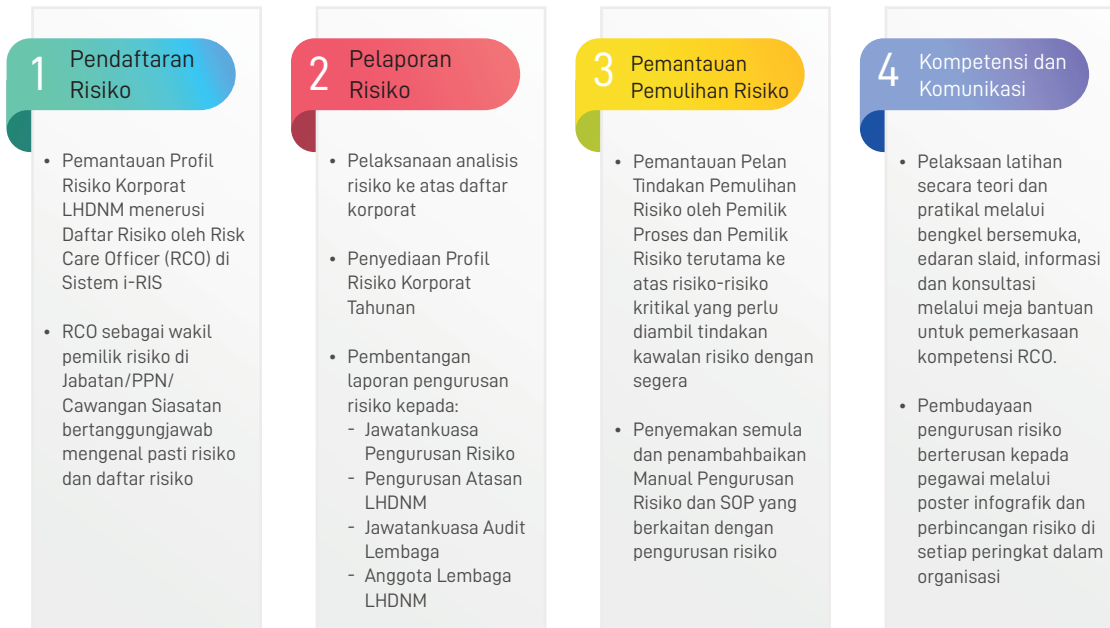 1
Pendaftaran
Risiko
• Pemantauan Profil
Risiko Korporat
LHDNM menerusi
Daftar Risiko oleh Risk
Care Officer (RCO) di
Sistem i-RIS
• RCO sebagai wakil
pemilik risiko di
Jabatan/PPN/
Cawangan Siasatan
bertanggungjawab
mengenal pasti risiko
dan daftar risiko
2
Pelaporan
Risiko
• Pelaksanaan analisis
risiko ke atas daftar
korporat
• Penyediaan Profil
Risiko Korporat
Tahunan
• Pembentangan
laporan pengurusan
risiko kepada:
- Jawatankuasa
Pengurusan Risiko
- Pengurusan Atasan
LHDNM
- Jawatankuasa Audit
Lembaga
- Anggota Lembaga
LHDNM
3
Pemantauan
Pemulihan Risiko
• Pemantauan Pelan
Tindakan Pemulihan
Risiko oleh Pemilik
Proses dan Pemilik
Risiko terutama ke
atas risiko-risiko
kritikal yang perlu
diambil tindakan
kawalan risiko dengan
segera
• Penyemakan semula
dan penambahbaikan
Manual Pengurusan
Risiko dan SOP yang
berkaitan dengan
pengurusan risiko
4
Kompetensi dan
Komunikasi
• Pelaksaan latihan
secara teori dan
pratikal melalui
bengkel bersemuka,
edaran slaid, informasi
dan konsultasi
melalui meja bantuan
untuk pemerkasaan
kompetensi RCO.
• Pembudayaan
pengurusan risiko
berterusan kepada
pegawai melalui
poster infografik dan
perbincangan risiko di
setiap peringkat dalam
organisasi